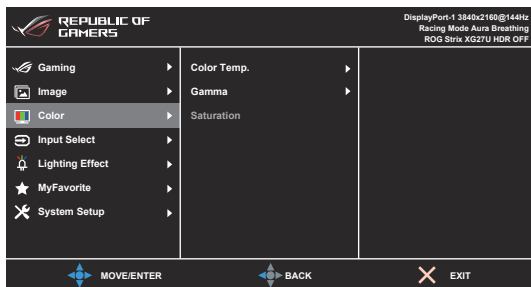 REPUBLIC OF
GAMERS
DisplayPort-1 3840x2160@144Hz
Racing Mode Aura Breathing
ROG Strix XG27U HDR OFF
Gaming
Image
Color
Input Select
Lighting Effect
MyFavorite
System Setup
Color Temp.
Gamma
Saturation
MOVE/ENTER
BACK
EXIT